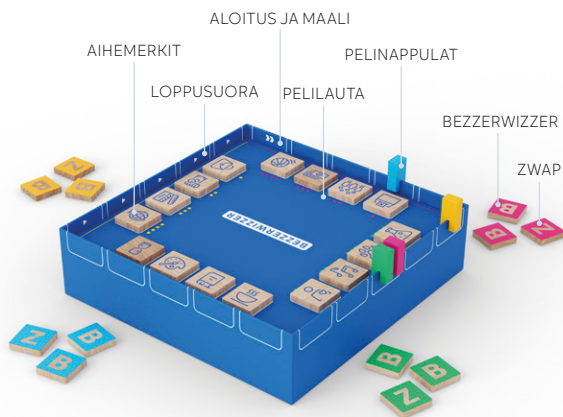 ALOITUS JA MAALI
AIHEMERKIT
PELINAPPULAT
LOPPUSUORA
PELILAUTA
BEZZERWIZZER
ZWAP
Z
B
B
BEZZERWIZZER
B
B
Z
Z
B
B
B
B
Z